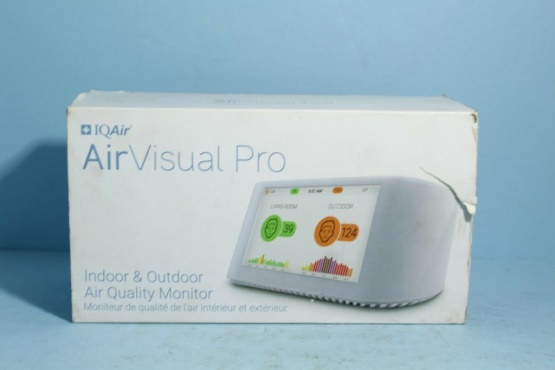 IQAir
AirVisual Pro
LIVING ROOM
OUTDOOR
39
124
Indoor & Outdoor
Air Quality Monitor
Moniteur de qualité de l'air intérieur et extérieur